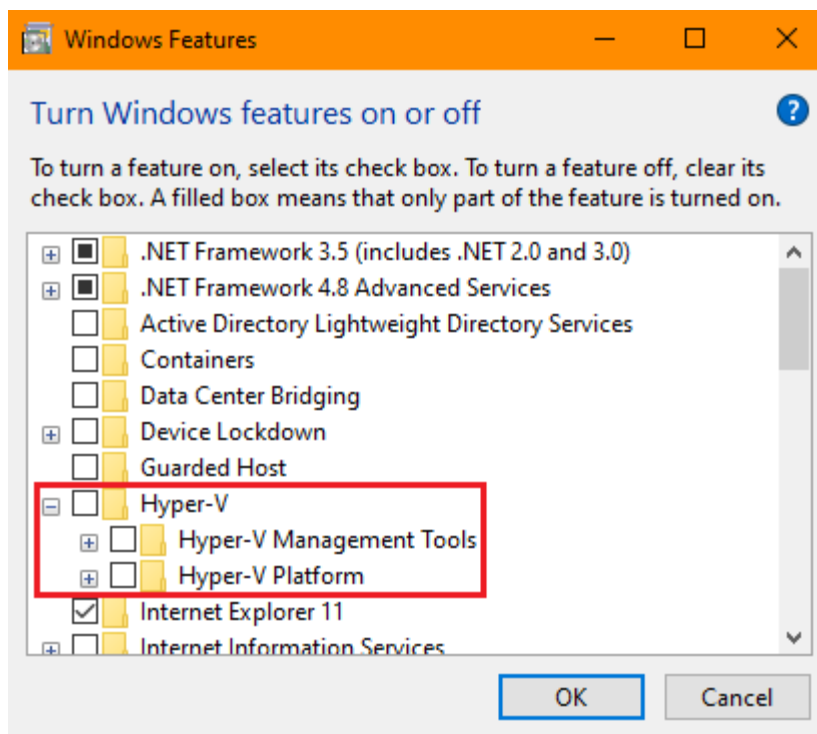 Windows Features
Turn Windows features on or off
?
To turn a feature on, select its check box. To turn a feature off, clear its
check box. A filled box means that only part of the feature is turned on.
.NET Framework 3.5 (includes .NET 2.0 and 3.0)
.NET Framework 4.8 Advanced Services
Active Directory Lightweight Directory Services
Containers
Data Center Bridging
Device Lockdown
Guarded Host
Hyper-V
Hyper-V Management Tools
Hyper-V Platform
Internet Explorer 11
Internet Information Services
OK
Cancel